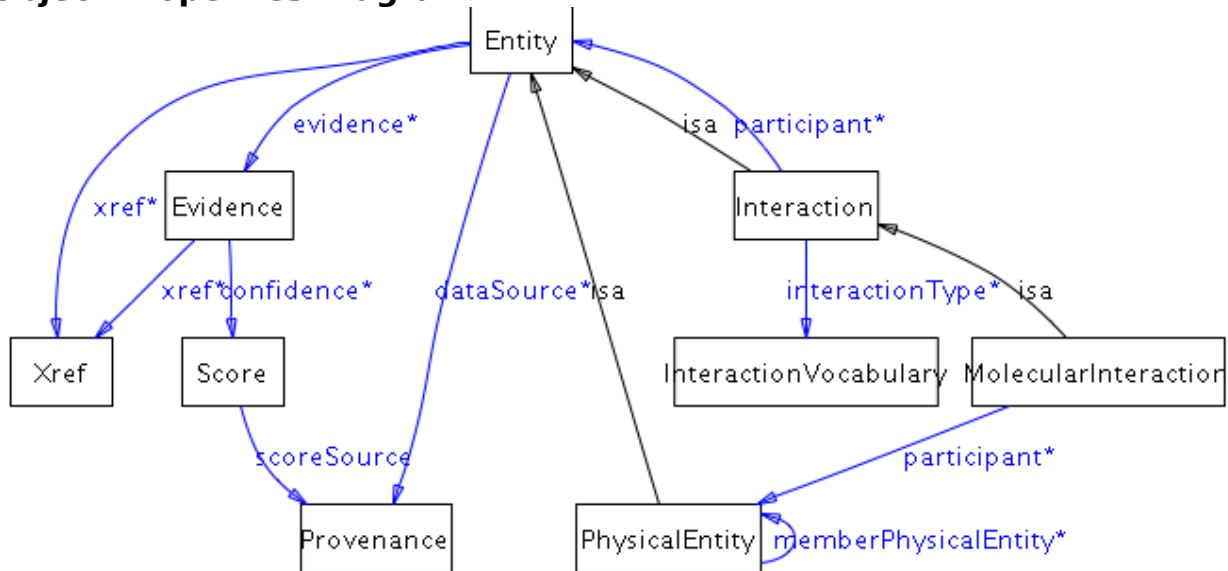 Entity
evidence*
isa
participant*
xref*
Evidence
Interaction
xref*
confidence*
dataSource*
isa
interactionType*
isa
Xref
Score
InteractionVocabulary
MolecularInteraction
scoreSource
participant*
Provenance
PhysicalEntity
memberPhysicalEntity*